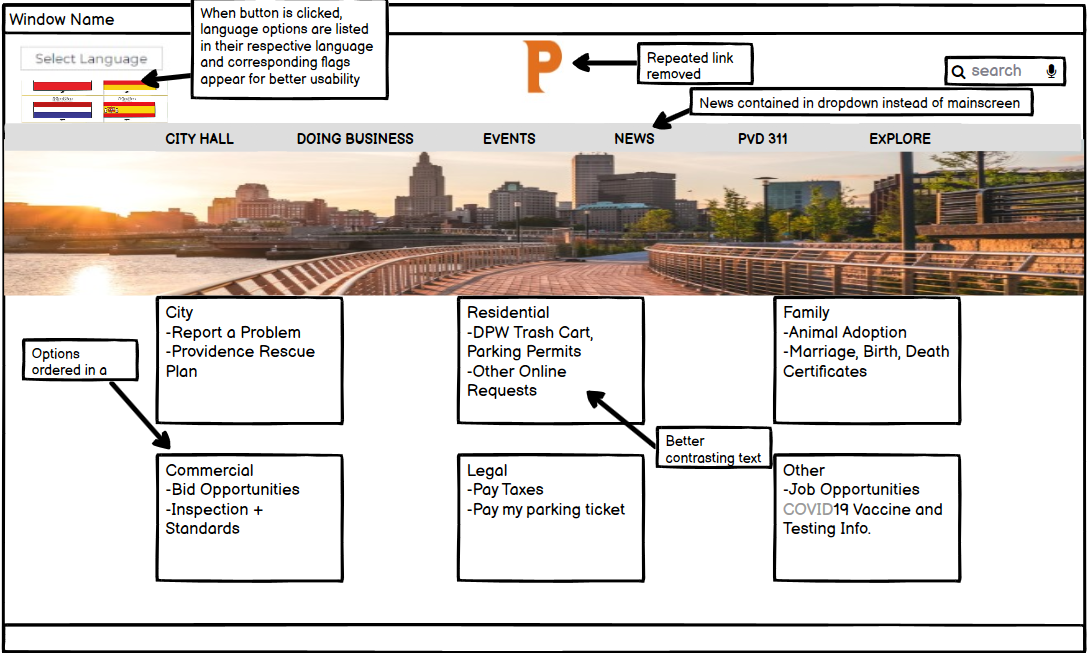 Window Name
When button is clicked,
language options are listed
in their respective language
and corresponding flags
appear for better usability
Select Language
P
Repeated link
removed
search
News contained in dropdown instead of mainscreen
CITY HALL
DOING BUSINESS
EVENTS
NEWS
PVD 311
EXPLORE
City
-Report a Problem
-Providence Rescue
Plan
Residential
-DPW Trash Cart,
Parking Permits
-Other Online
Requests
Family
-Animal Adoption
-Marriage, Birth, Death
Certificates
Options
ordered in a
Better
contrasting text
Commercial
-Bid Opportunities
-Inspection +
Standards
Legal
-Pay Taxes
-Pay my parking ticket
Other
-Job Opportunities
COVID19 Vaccine and
Testing Info.